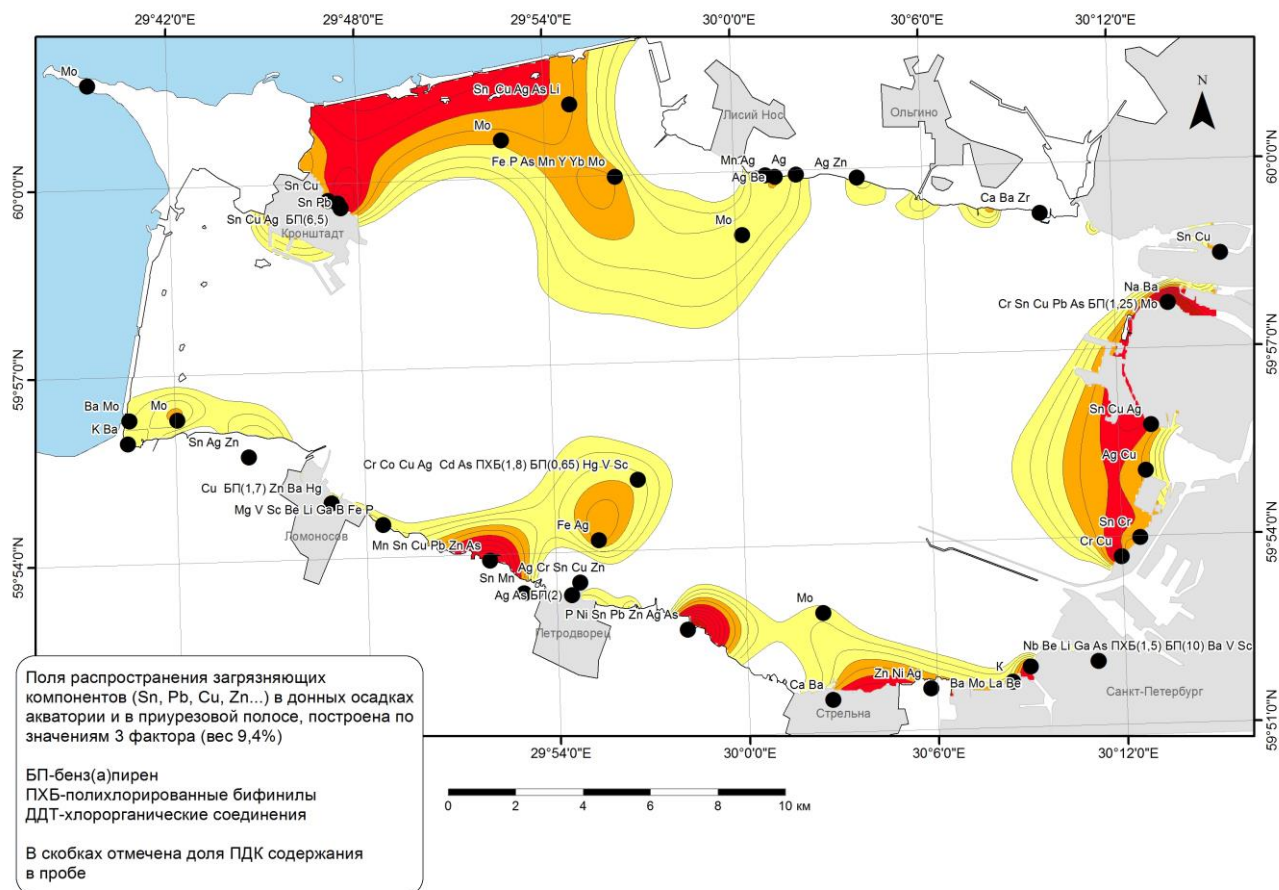 29°42'0"E 29°48'0"E 29°54'0"E 30°0'0"E 30°6'0"E 30°12'0"E
Mo
Sn Cu Ag As Li
Лисий Нос
Ольгино
N
Mo
Fe P As Mn Y Yb Mo
Mn Ag
Ag
Ag Zn
Ag Be
60°0'0"N
60°0'0"N
Sn Cu
Sn Pb
Sn Cu Ag БП(6,5)
Кронштадт
Ca Ba Zr
Mo
Sn Cu
Na Ba
Cr Sn Cu Pb As БП(1,25) Mo
59°57'0"N
59°57'0"N
Ba Mo
Mo
K Ba
Sn Ag Zn
Sn Cu Ag
Ag Cu
Cr Co Cu Ag Cd As ПХБ(1,8) БП(0,65) Hg V Sc
Cu БП(1,7) Zn Ba Hg
Mg V Sc Be Li Ga B Fe P
Ломоносов
Fe Ag
Sn Cr
Cr Cu
59°54'0"N
59°54'0"N
Mn Sn Cu Pb Zn As
Ag Cr Sn Cu Zn
Sn Mn
Ag As БП(2)
P Ni Sn Pb Zn Ag As
Петродворец
Mo
K
Nb Be Li Ga As ПХБ(1,5) БП(10) Ba V Sc
Zn Ni Ag
Ba Mo La Be
Ca Ba
Стрельна
Санкт-Петербург
59°51'0"N
29°54'0"E 30°0'0"E 30°6'0"E 30°12'0"E
Поля распространения загрязняющих
компонентов (Sn, Pb, Cu, Zn...) в донных осадках
акватории и в приурезовой полосе, построена по
значениям 3 фактора (вес 9,4%)
БП-бенз(а)пирен
ПХБ-полихлорированные бифинилы
ДДТ-хлорорганические соединения
В скобках отмечена доля ПДК содержания
в пробе
0 2 4 6 8 10 км